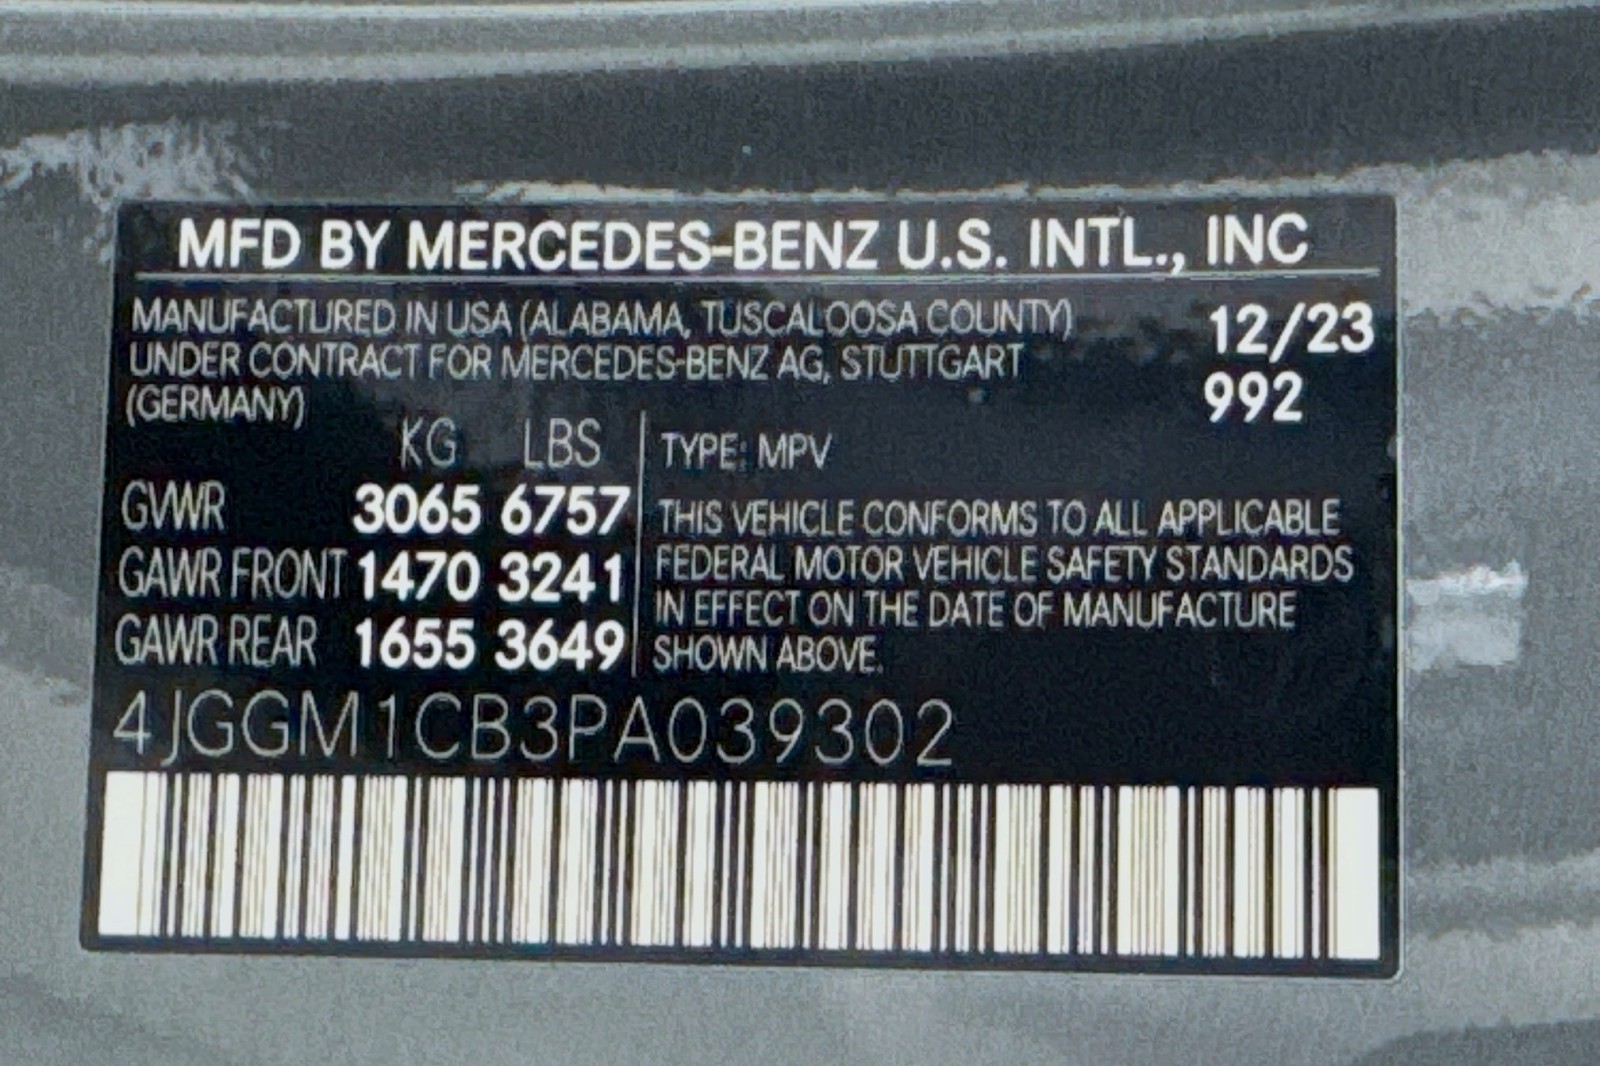 MFD BY MERCEDES-BENZ U.S. INTL., INC
MANUFACTURED IN USA (ALABAMA, TUSCALOOSA COUNTY) 12/23
UNDER CONTRACT FOR MERCEDES-BENZ AG, STUTTGART
(GERMANY) 992
KG LBS
GVWR 3065 6757
GAWR FRONT 1470 3241
GAWR REAR 1655 3649
TYPE: MPV
THIS VEHICLE CONFORMS TO ALL APPLICABLE
FEDERAL MOTOR VEHICLE SAFETY STANDARDS
IN EFFECT ON THE DATE OF MANUFACTURE
SHOWN ABOVE.
4JGGM1CB3PA039302